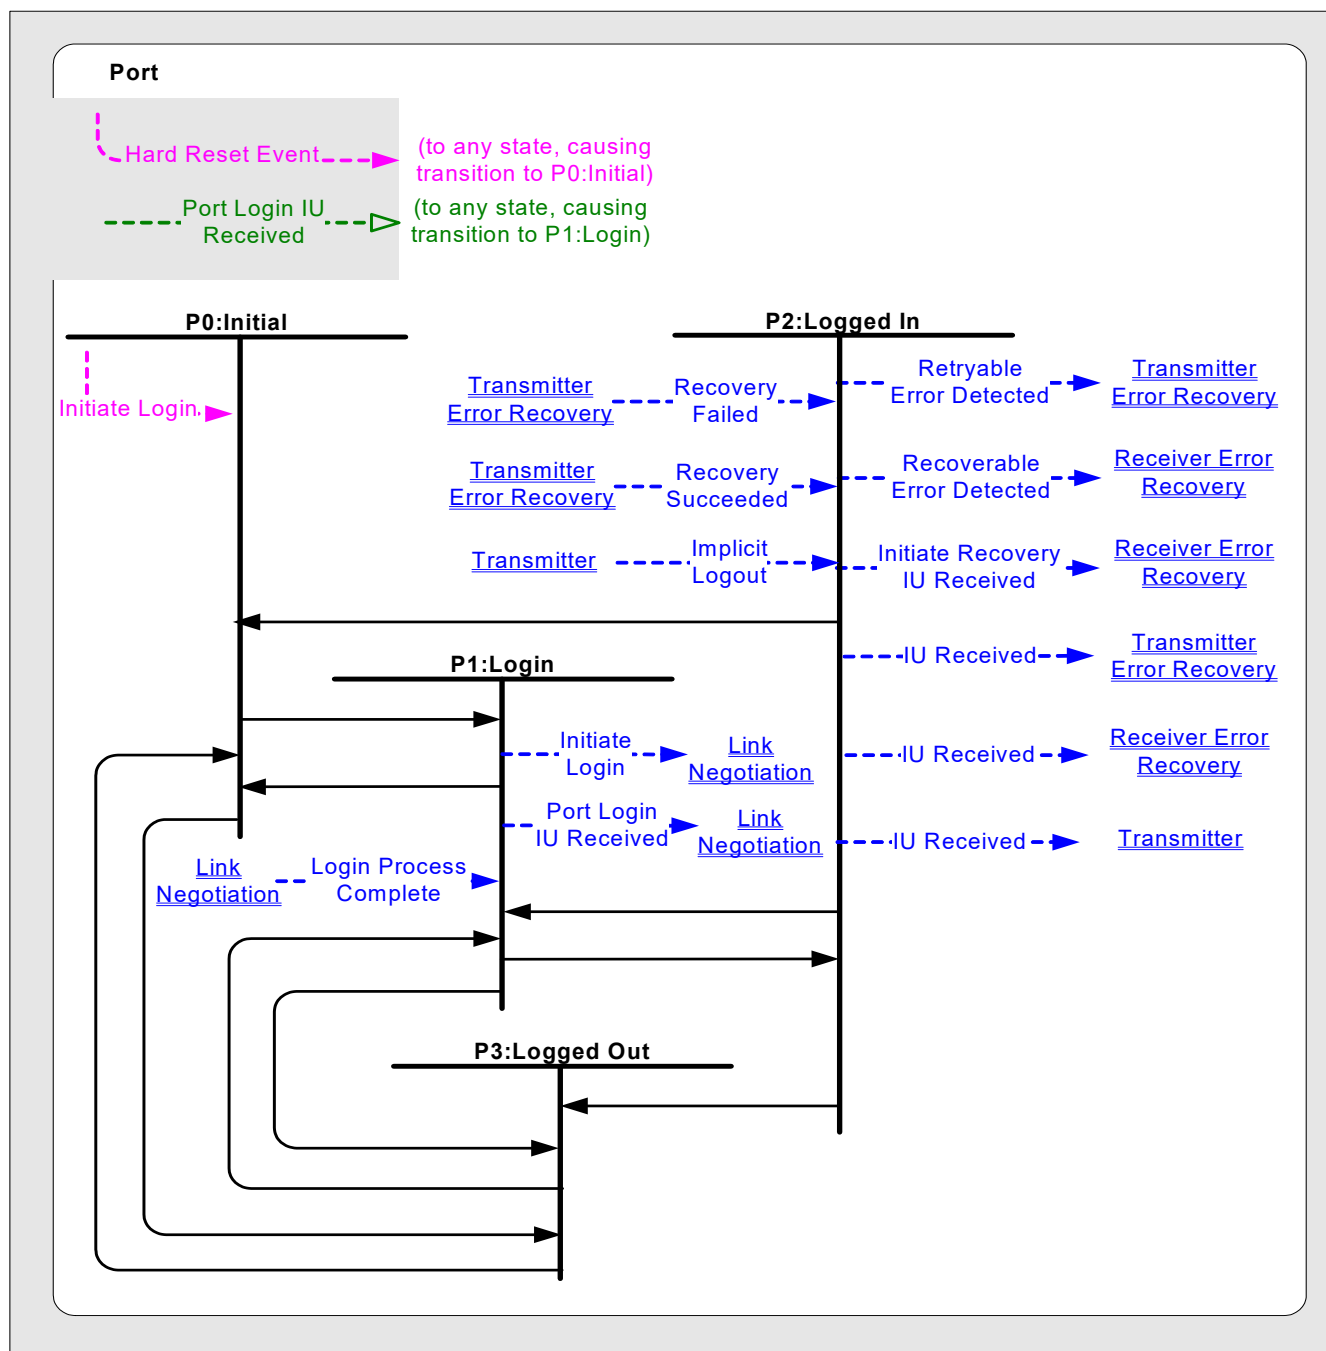 Port
Hard Reset Event
(to any state, causing
transition to P0:Initial)
Port Login IU
Received
(to any state, causing
transition to P1:Login)
P0:Initial
Initiate Login
P2:Logged In
Transmitter
Error Recovery
Recovery
Failed
Retryable
Error Detected
Transmitter
Error Recovery
Transmitter
Error Recovery
Recovery
Succeeded
Recoverable
Error Detected
Receiver Error
Recovery
Transmitter
Implicit
Logout
Initiate Recovery
IU Received
Receiver Error
Recovery
IU Received
Transmitter
Error Recovery
P1:Login
Initiate
Login
Link
Negotiation
IU Received
Receiver Error
Recovery
Port Login
IU Received
Link
Negotiation
IU Received
Transmitter
Link
Negotiation
Login Process
Complete
P3:Logged Out